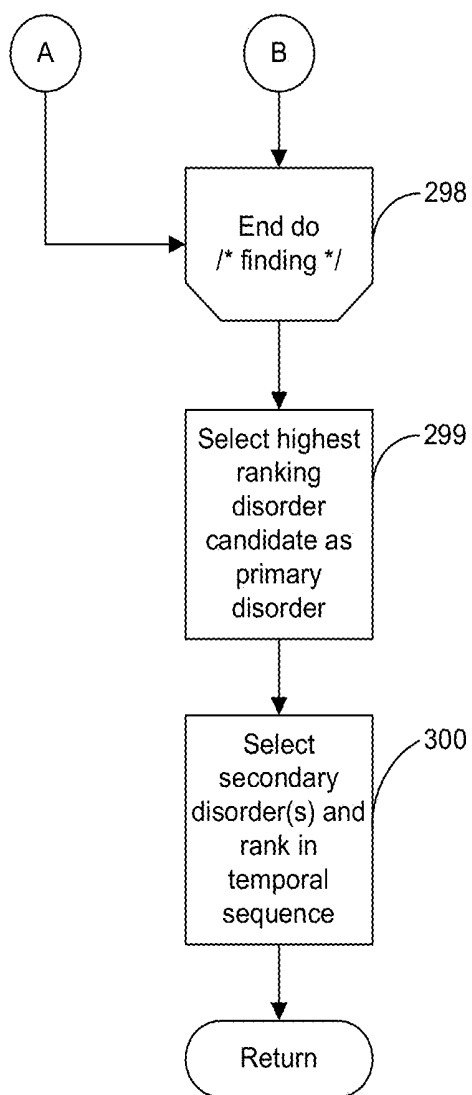 A
B
End do
/* finding */
298
Select highest
ranking
disorder
candidate as
primary
disorder
299
Select
secondary
disorder(s) and
rank in
temporal
sequence
300
Return